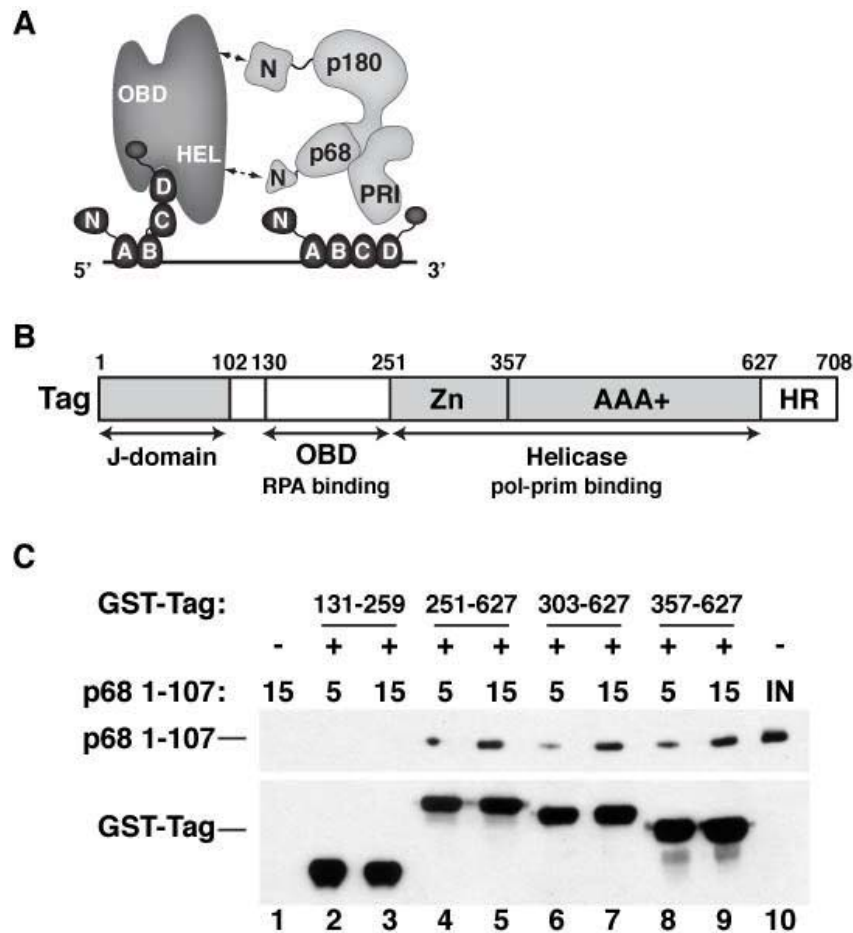 A
OBD
HEL
N
p180
p68
N
PRI
D
C
N
A B
N
A B C D
5’
3’
B
1 102 130 251 357 627 708
Tag Zn AAA+ HR
J-domain OBD Helicase
RPA binding pol-prim binding
C
GST-Tag: 131-259 251-627 303-627 357-627
- + + + + + + + + -
p68 1-107: 15 5 15 5 15 5 15 5 15 IN
p68 1-107—
GST-Tag—
1 2 3 4 5 6 7 8 9 10